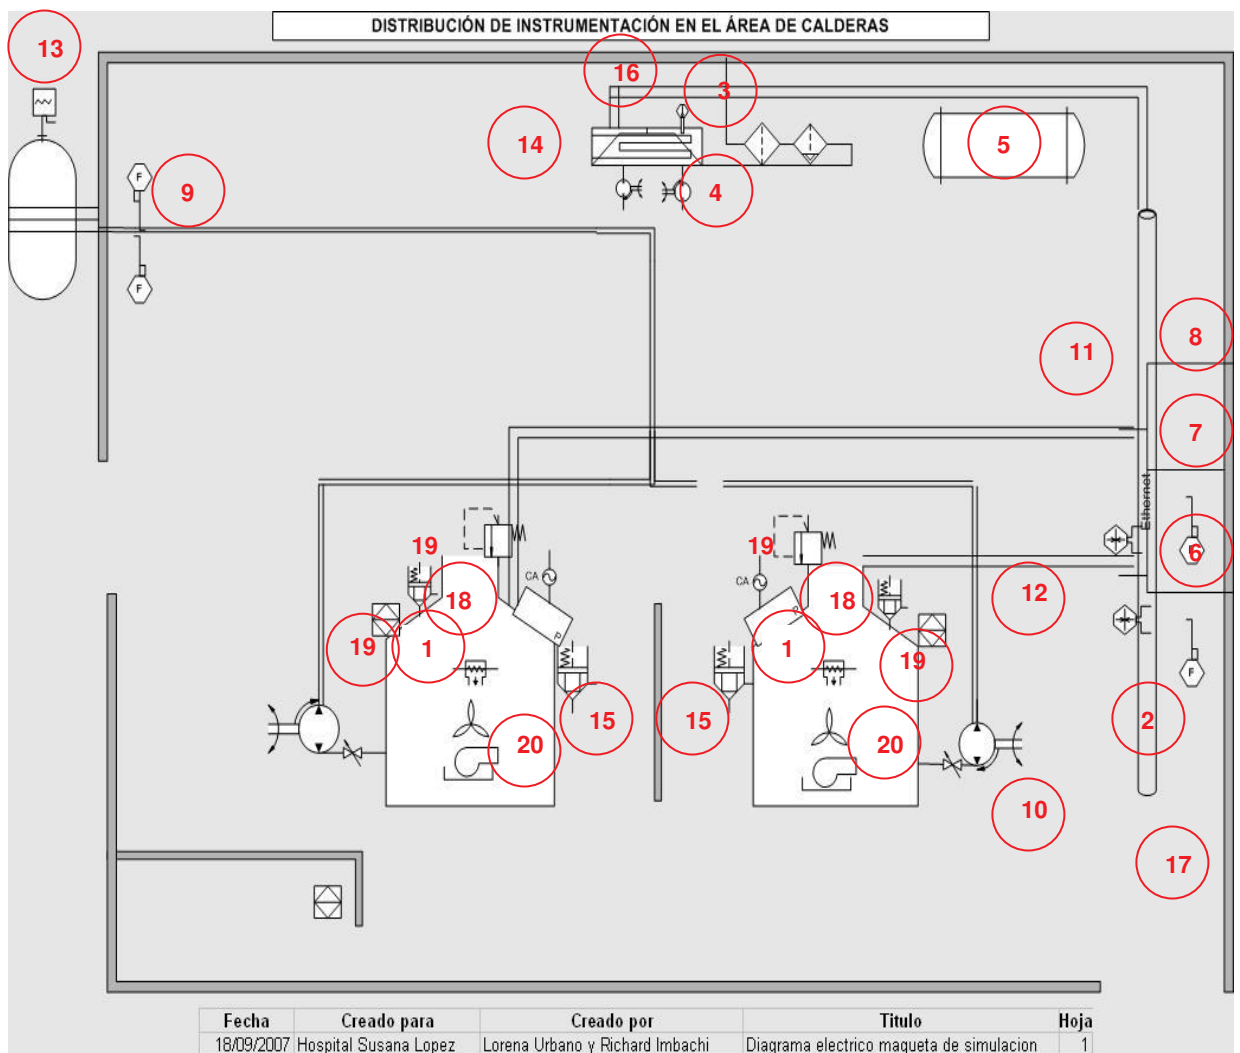 DISTRIBUCIÓN DE INSTRUMENTACIÓN EN EL ÁREA DE CALDERAS
13
16
3
14
5
4
F
9
F
8
11
7
Ethernet
19
19
6
CA
CA
18
18
12
P
P
19
1
1
19
F
15
15
2
20
20
10
17
Fecha Creado para Creado por Titulo Hoja
18/09/2007 Hospital Susana Lopez Lorena Urbano y Richard Imbachi Diagrama electrico maqueta de simulacion 1